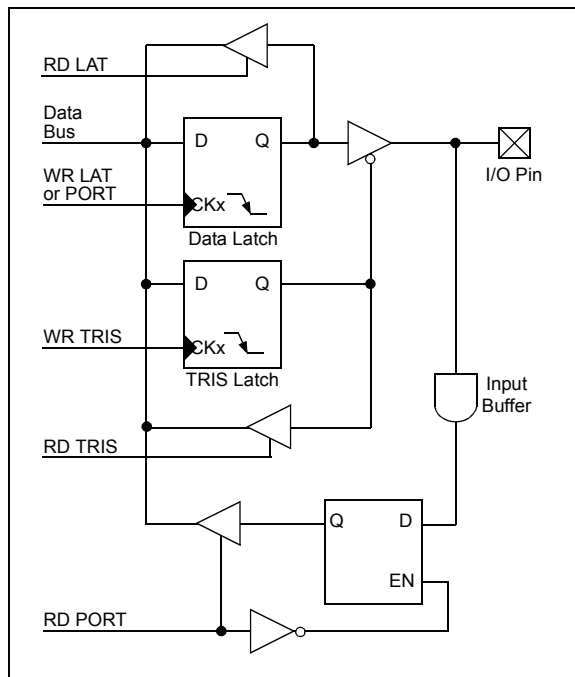 RD LAT
Data
Bus
D Q
WR LAT
or PORT
CKx
Data Latch
I/O Pin
D Q
WR TRIS
CKx
TRIS Latch
Input
Buffer
RD TRIS
Q D
EN
RD PORT